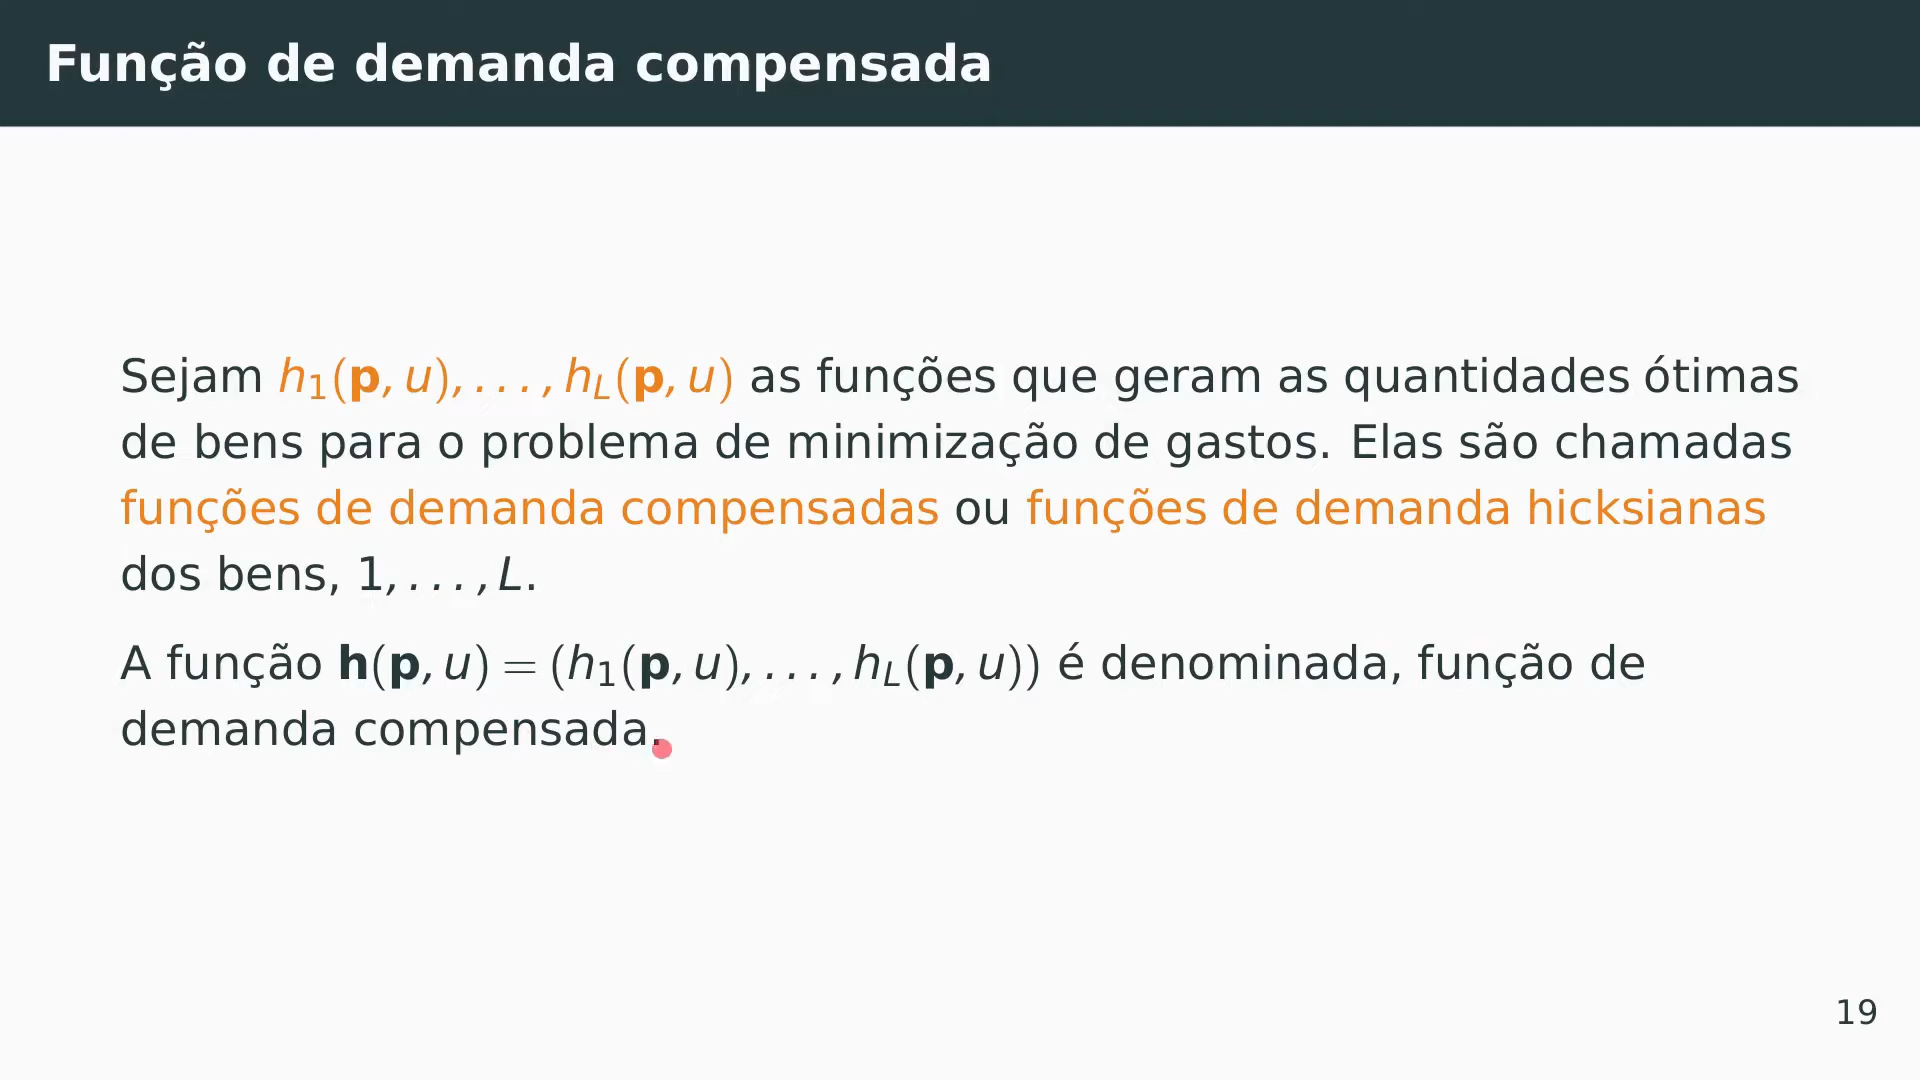 Função de demanda compensada
Sejam h₁(p, u), . . . , h_L(p, u) as funções que geram as quantidades ótimas
de bens para o problema de minimização de gastos. Elas são chamadas
funções de demanda compensadas ou funções de demanda hicksianas
dos bens, 1, . . . , L.
A função h(p, u) = (h₁(p, u), . . . , h_L(p, u)) é denominada, função de
demanda compensada.
19